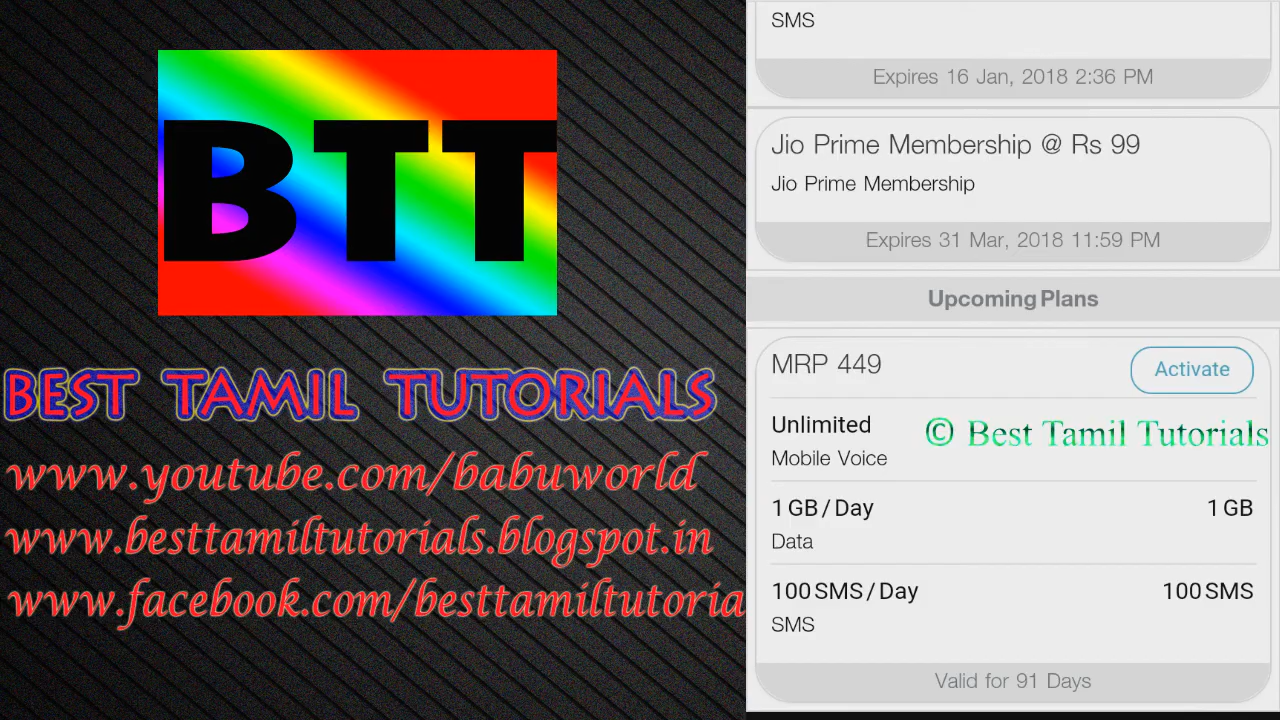 BTT
BEST TAMIL TUTORIALS
www.youtube.com/babuworld
www.besttamiltutorials.blogspot.in
www.facebook.com/besttamiltutoria
SMS
Expires 16 Jan, 2018 2:36 PM
Jio Prime Membership @ Rs 99
Jio Prime Membership
Expires 31 Mar, 2018 11:59 PM
Upcoming Plans
MRP 449 Activate
Unlimited
© Best Tamil Tutorials
Mobile Voice
1 GB / Day 1 GB
Data
100 SMS / Day 100 SMS
SMS
Valid for 91 Days